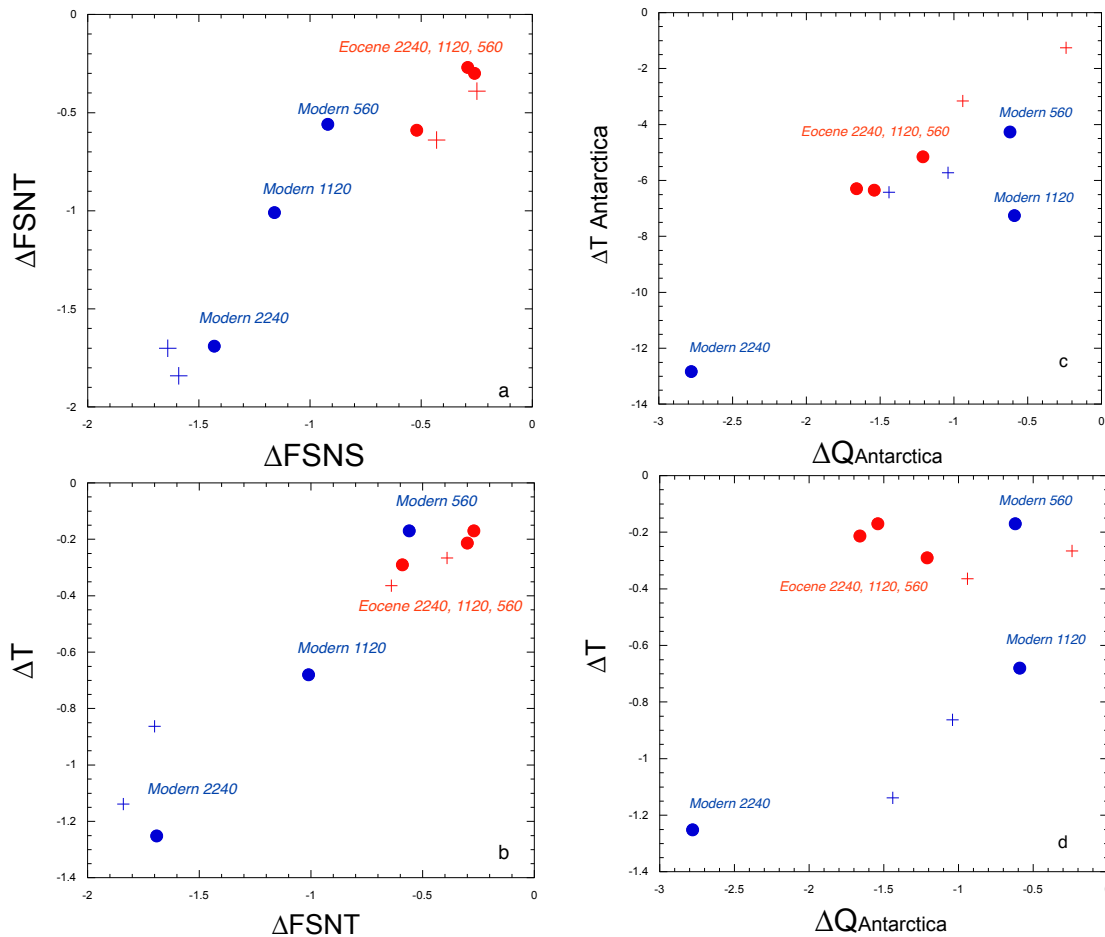 0
-0.5
-1
-1.5
-2
-2
-1.5
-1
-0.5
0
ΔFSNT
ΔFSNS
Eocene 2240, 1120, 560
Modern 560
Modern 1120
Modern 2240
a
0
-2
-4
-6
-8
-10
-12
-14
-3
-2.5
-2
-1.5
-1
-0.5
0
ΔT Antarctica
ΔQAntarctica
Modern 560
Eocene 2240, 1120, 560
Modern 1120
Modern 2240
c
0
-0.2
-0.4
-0.6
-0.8
-1
-1.2
-1.4
-2
-1.5
-1
-0.5
0
ΔT
ΔFSNT
Modern 560
Eocene 2240, 1120, 560
Modern 1120
Modern 2240
b
0
-0.2
-0.4
-0.6
-0.8
-1
-1.2
-1.4
-3
-2.5
-2
-1.5
-1
-0.5
0
ΔT
ΔQAntarctica
Modern 560
Eocene 2240, 1120, 560
Modern 1120
Modern 2240
d